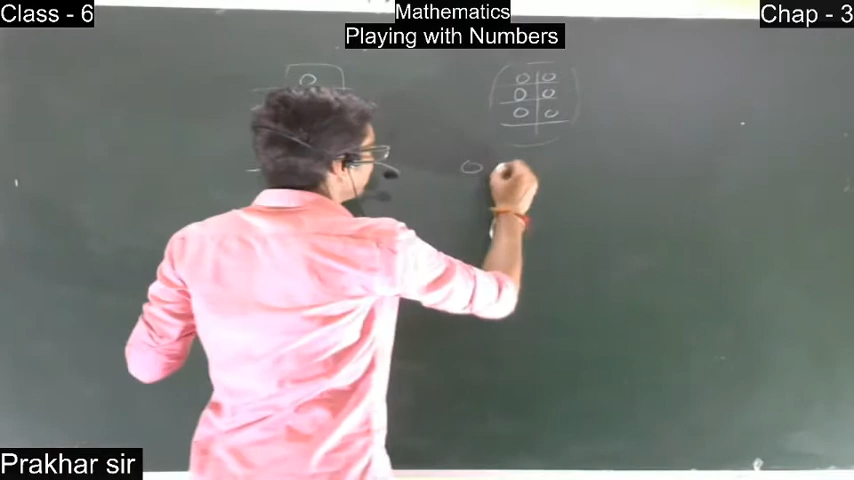 Class - 6
Mathematics
Chap - 3
Playing with Numbers
Prakhar sir